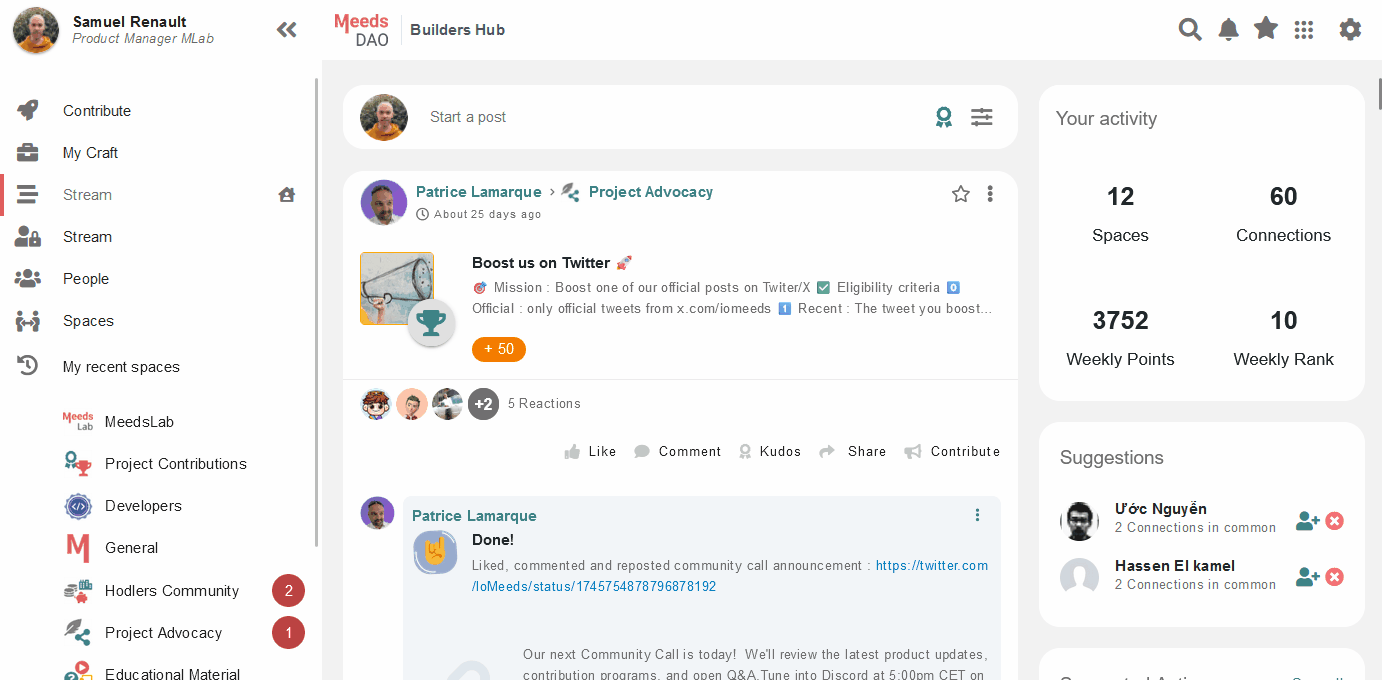 Samuel Renault
Product Manager MLab
Contribute
My Craft
Stream
Stream
People
Spaces
My recent spaces
Meeds
Lab
MeedsLab
Project Contributions
Developers
General
Hodlers Community
2
Project Advocacy
1
Educational Material
Meeds
DAO
Builders Hub
Start a post
Patrice Lamarque › Project Advocacy
About 25 days ago
Boost us on Twitter 🚀
🎯 Mission : Boost one of our official posts on Twiter/X ✅ Eligibility criteria 0️⃣
Official : only official tweets from x.com/iomeeds 1️⃣ Recent : The tweet you boost...
+ 50
+2
5 Reactions
Like
Comment
Kudos
Share
Contribute
Patrice Lamarque
Done!
Liked, commented and reposted community call announcement : https://twitter.com
/IoMeeds/status/1745754878796878192
Our next Community Call is today! We'll review the latest product updates,
contribution programs, and open Q&A.Tune into Discord at 5:00pm CET on
Your activity
12
Spaces
60
Connections
3752
Weekly Points
10
Weekly Rank
Suggestions
Ước Nguyễn
2 Connections in common
Hassen El kamel
2 Connections in common